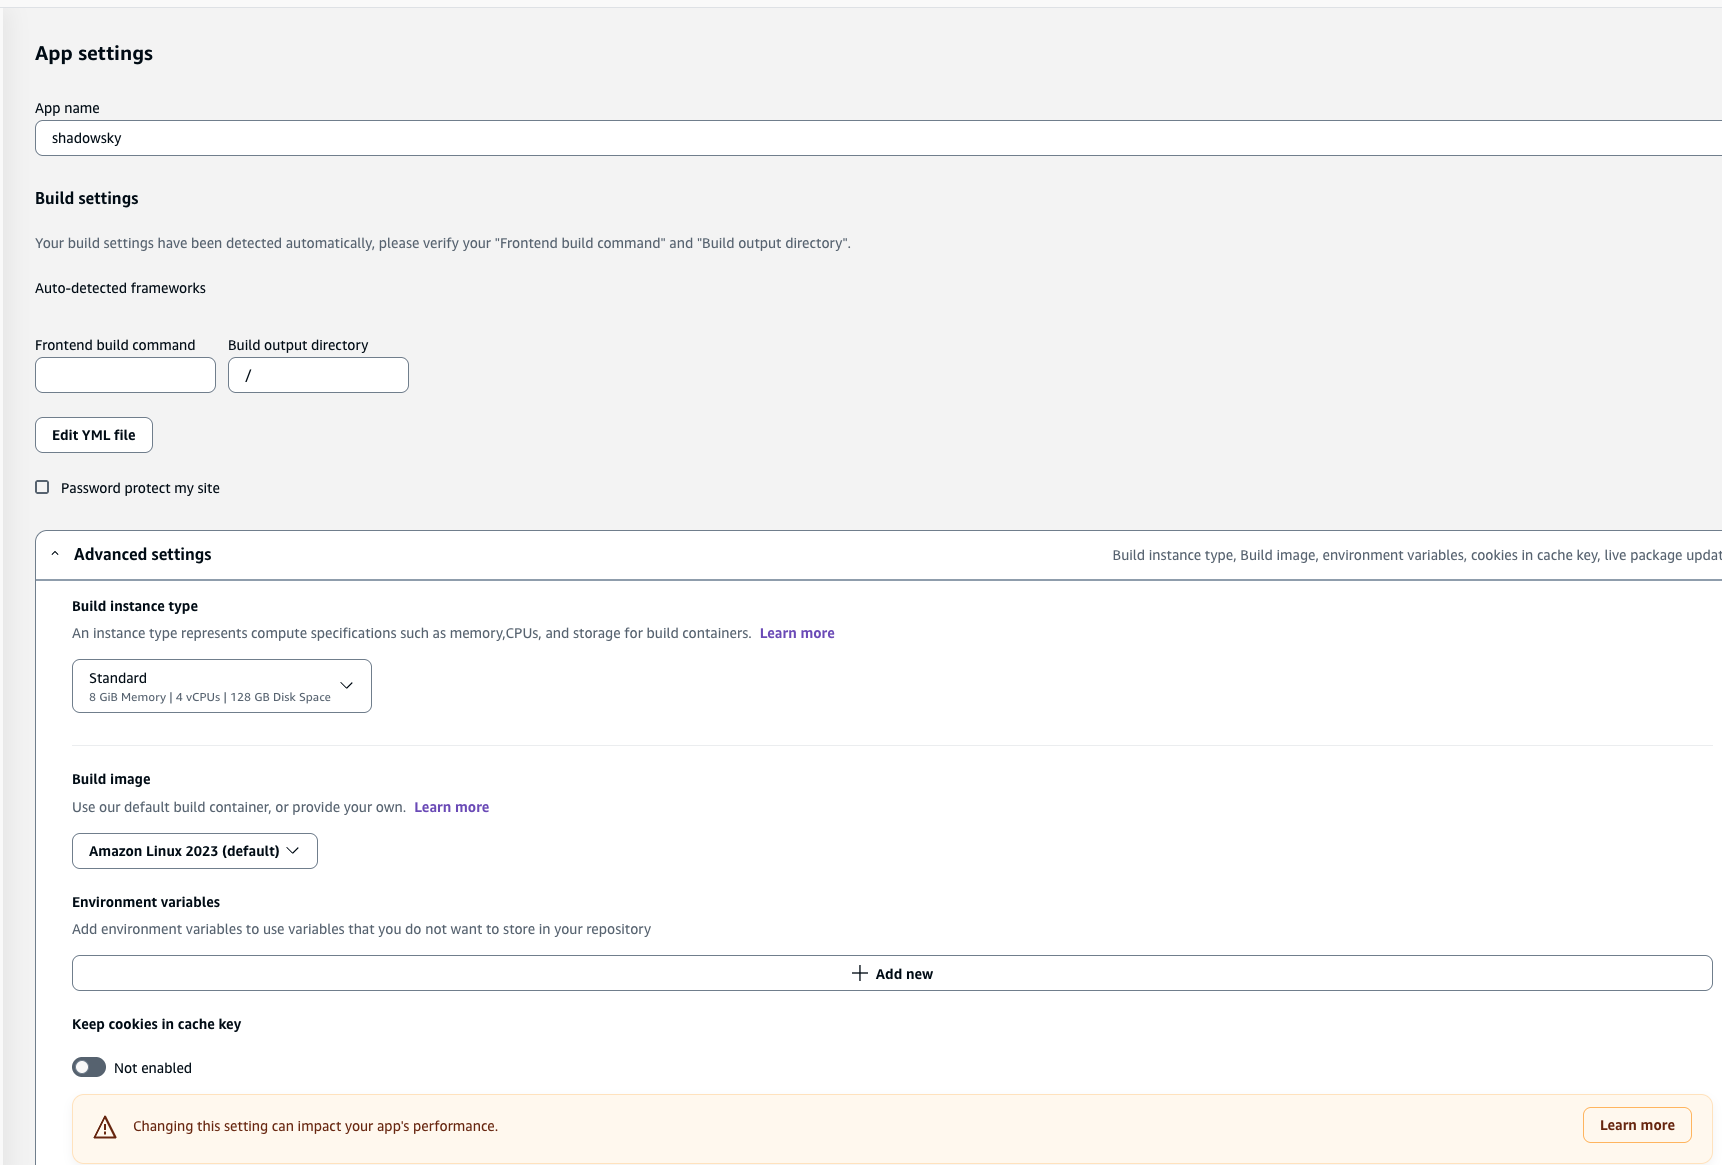 App settings
App name
shadowsky
Build settings
Your build settings have been detected automatically, please verify your "Frontend build command" and "Build output directory".
Auto-detected frameworks
Frontend build command
Build output directory
/
Edit YML file
Password protect my site
Advanced settings
Build instance type, Build image, environment variables, cookies in cache key, live package updat
Build instance type
An instance type represents compute specifications such as memory,CPUs, and storage for build containers. Learn more
Standard
8 GiB Memory | 4 vCPUs | 128 GB Disk Space
Build image
Use our default build container, or provide your own. Learn more
Amazon Linux 2023 (default)
Environment variables
Add environment variables to use variables that you do not want to store in your repository
Add new
Keep cookies in cache key
Not enabled
Changing this setting can impact your app's performance.
Learn more